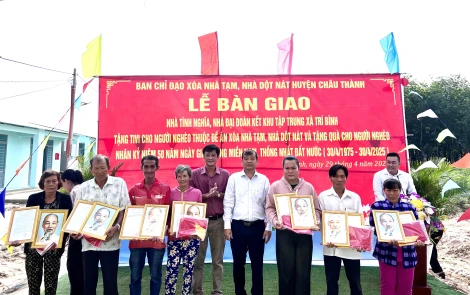 BAN CHỈ ĐẠO XÓA NHÀ TẠM, NHÀ DỘT NÁT HUYỆN CHÂU THÀNH
LỄ BÀN GIAO
NHÀ TÌNH NGHĨA, NHÀ ĐẠI ĐOÀN KẾT KHU TẬP TRUNG XÃ TRÍ BÌNH
TẶNG TIVI CHO NGƯỜI NGHÈO THUỘC ĐỀ ÁN XÓA NHÀ TẠM, NHÀ DỘT NÁT VÀ TẶNG QUÀ CHO NGƯỜI NGHÈO
NHÂN KỶ NIỆM 50 NĂM NGÀY GIẢI PHÓNG MIỀN NAM, THỐNG NHẤT ĐẤT NƯỚC (30/4/1975 - 30/4/2025)
ngày 29 tháng 4 năm